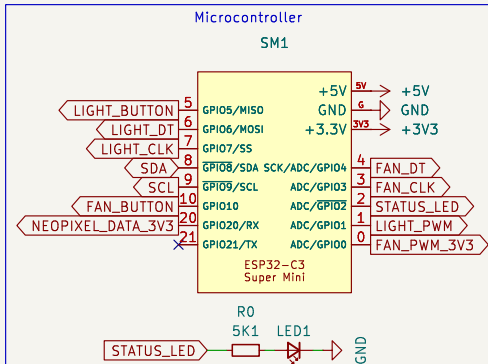 Microcontroller
SM1
+5V 5V +5V
GND G GND
+3.3V 3V3 +3V3
LIGHT_BUTTON 5 GPIO5/MISO
LIGHT_DT 6 GPIO6/MOSI
LIGHT_CLK 7 GPIO7/SS
SDA 8 GPIO8/SDA SCK/ADC/GPIO4 4 FAN_DT
SCL 9 GPIO9/SCL ADC/GPIO3 3 FAN_CLK
FAN_BUTTON 10 GPIO10 ADC/GPIO2 2 STATUS_LED
NEOPIXEL_DATA_3V3 20 GPIO20/RX ADC/GPIO1 1 LIGHT_PWM
21 GPIO21/TX ADC/GPIO0 0 FAN_PWM_3V3
ESP32-C3
Super Mini
R0
5K1 LED1
STATUS_LED GND